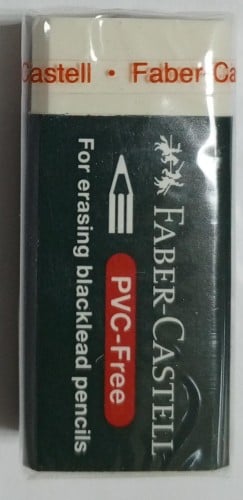 Castell • Faber-Ca
FABER-CASTELL
PVC-Free
For erasing blacklead pencils